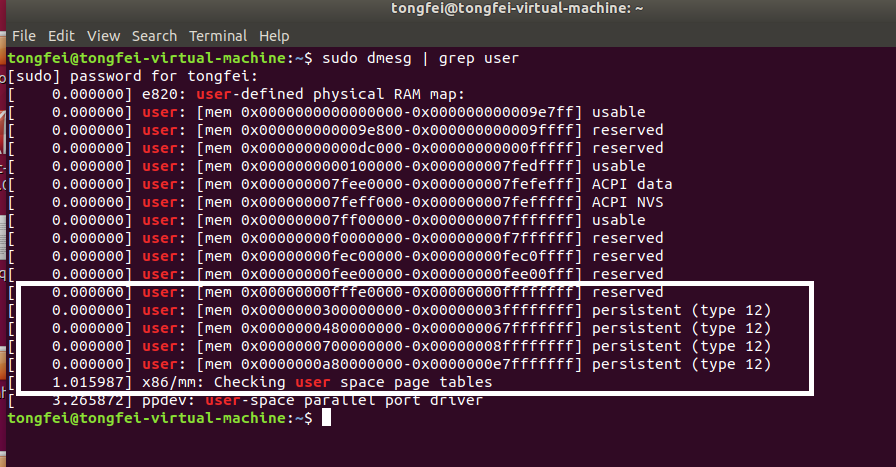 tongfei@tongfei-virtual-machine: ~
File Edit View Search Terminal Help
tongfei@tongfei-virtual-machine:~$ sudo dmesg | grep user
[sudo] password for tongfei:
[    0.000000] e820: user-defined physical RAM map:
[    0.000000] user: [mem 0x0000000000000000-0x000000000009e7ff] usable
[    0.000000] user: [mem 0x000000000009e800-0x000000000009ffff] reserved
[    0.000000] user: [mem 0x00000000000dc000-0x00000000000fffff] reserved
[    0.000000] user: [mem 0x0000000000100000-0x000000007fedffff] usable
[    0.000000] user: [mem 0x000000007fee0000-0x000000007fefefff] ACPI data
[    0.000000] user: [mem 0x000000007feff000-0x000000007fefffff] ACPI NVS
[    0.000000] user: [mem 0x000000007ff00000-0x000000007fffffff] usable
[    0.000000] user: [mem 0x00000000f0000000-0x00000000f7ffffff] reserved
[    0.000000] user: [mem 0x00000000fec00000-0x00000000fec0ffff] reserved
[    0.000000] user: [mem 0x00000000fee00000-0x00000000fee00fff] reserved
[    0.000000] user: [mem 0x00000000fffe0000-0x00000000ffffffff] reserved
[    0.000000] user: [mem 0x0000000300000000-0x00000003ffffffff] persistent (type 12)
[    0.000000] user: [mem 0x0000000480000000-0x000000067fffffff] persistent (type 12)
[    0.000000] user: [mem 0x0000000700000000-0x00000008ffffffff] persistent (type 12)
[    0.000000] user: [mem 0x0000000a80000000-0x0000000e7fffffff] persistent (type 12)
[    1.015987] x86/mm: Checking user space page tables
[    3.265872] ppdev: user-space parallel port driver
tongfei@tongfei-virtual-machine:~$